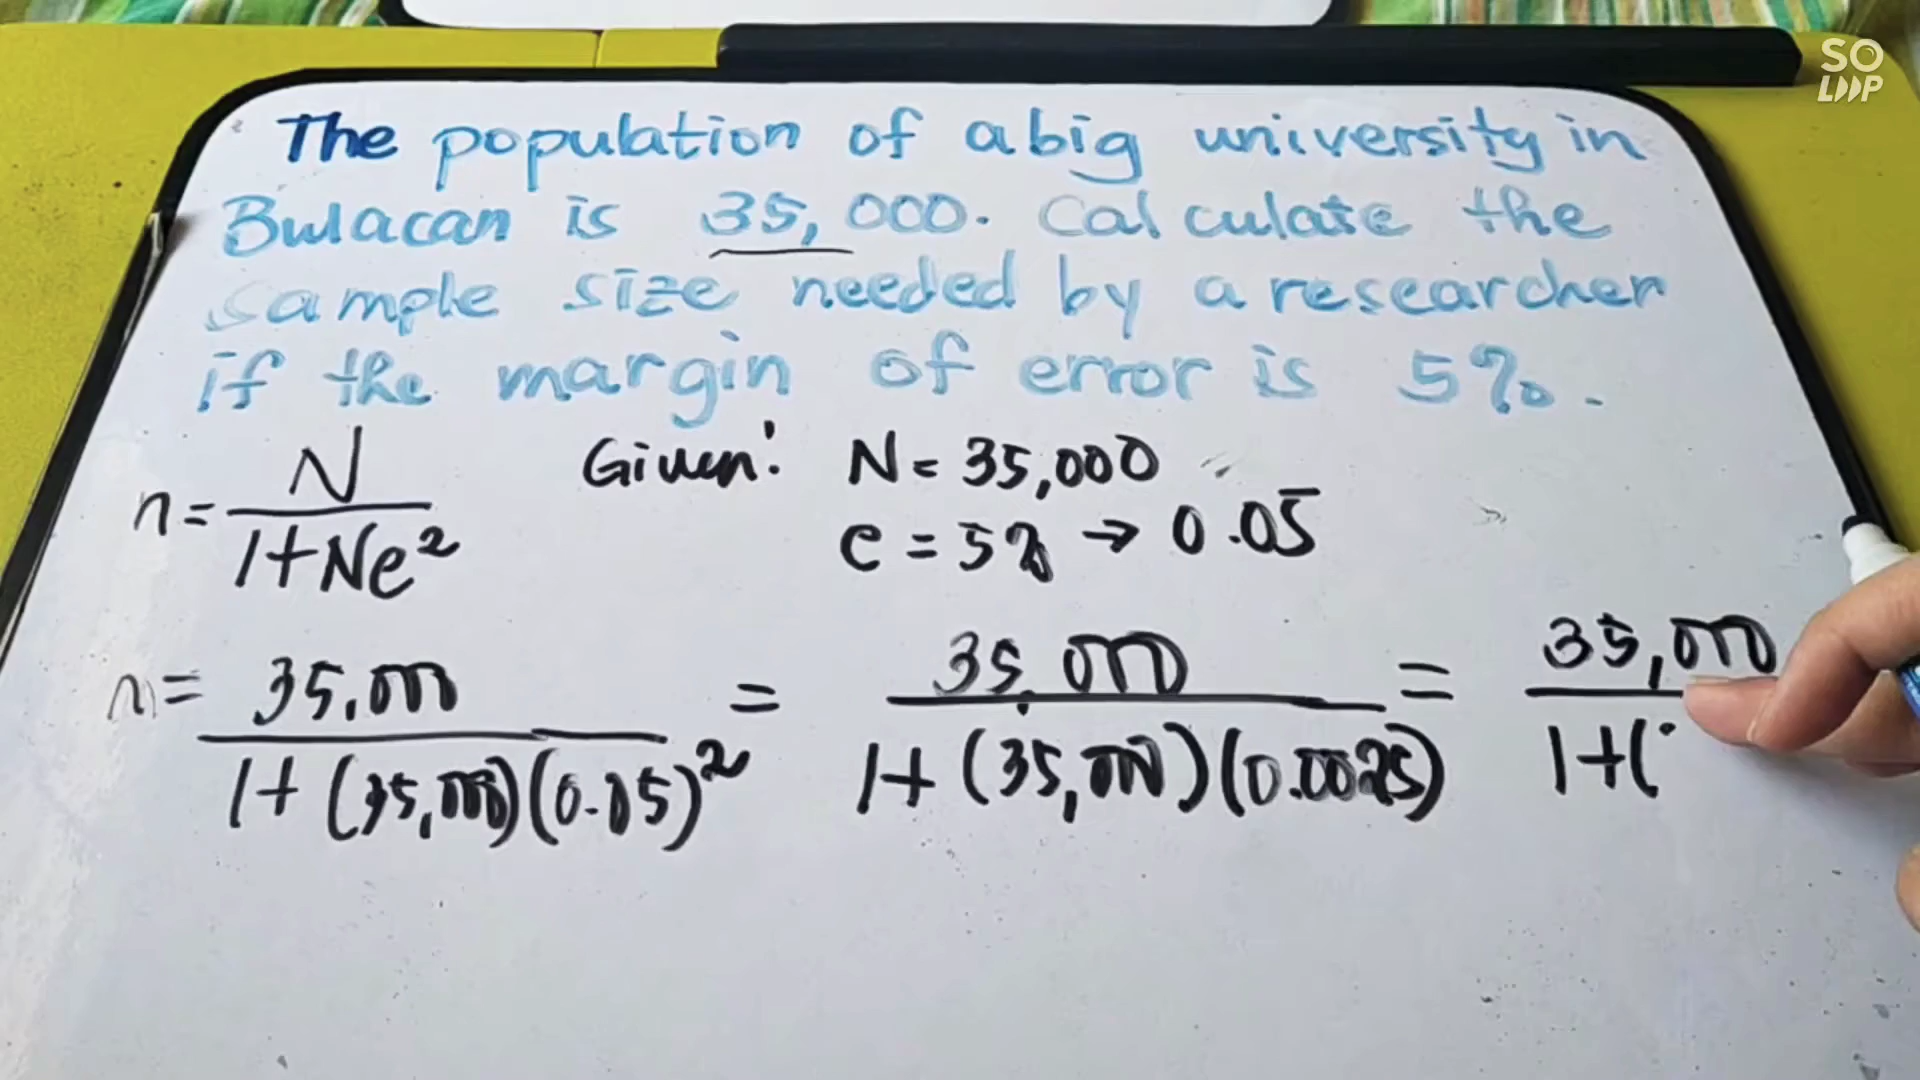 SO
LOOP
The population of a big university in
Bulacan is 35,000. Calculate the
sample size needed by a researcher
if the margin of error is 5%.
n = N / 1+Ne² Given: N = 35,000
e = 5% → 0.05
n = 35,000 / 1+(35,000)(0.05)² = 35,000 / 1+(35,000)(0.0025) = 35,000 / 1+(